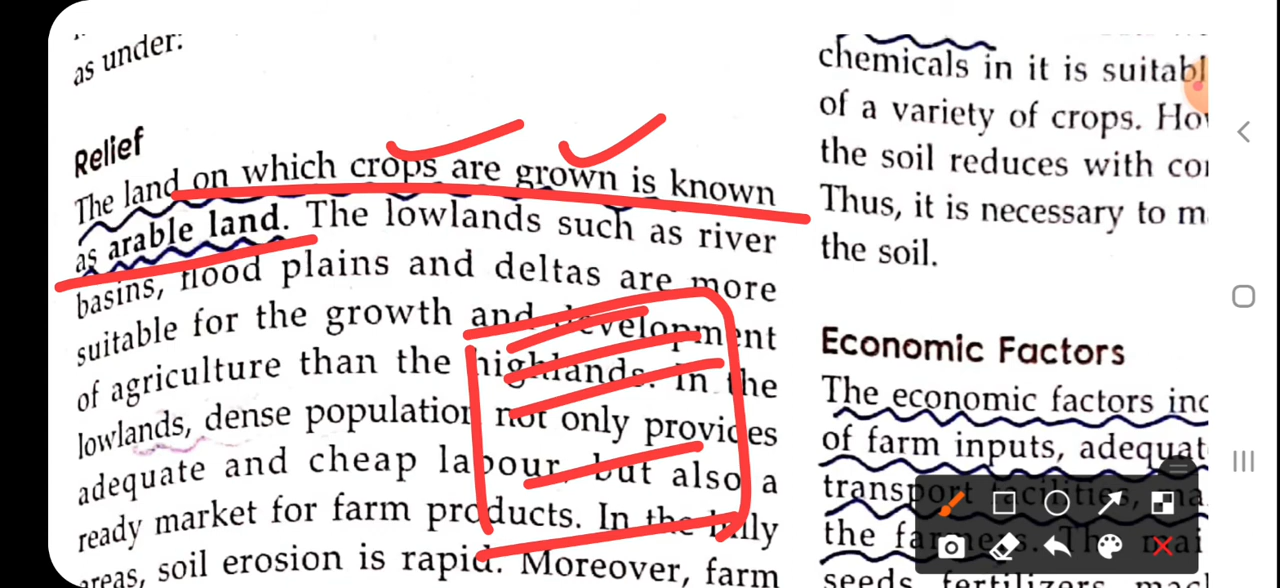 as under:
Relief
The land on which crops are grown is known
as arable land. The lowlands such as river
basins, flood plains and deltas are more
suitable for the growth and development
of agriculture than the highlands. In the
lowlands, dense population not only provides
adequate and cheap labour, but also a
ready market for farm products. In the hilly
areas, soil erosion is rapid. Moreover, farm
chemicals in it is suitabl
of a variety of crops. Ho
the soil reduces with co
Thus, it is necessary to m
the soil.
Economic Factors
The economic factors inc
of farm inputs, adequat
transport facilities, ma
the farmers. The mai
seeds, fertilizers, mac